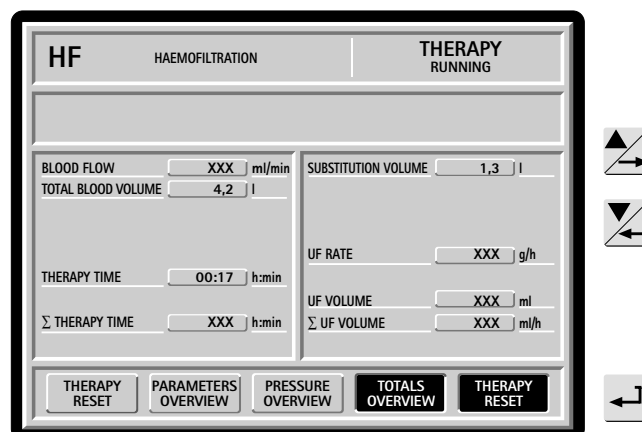 HF HAEMOFILTRATION
THERAPY
RUNNING
BLOOD FLOW XXX ml/min
TOTAL BLOOD VOLUME 4,2 l
THERAPY TIME 00:17 h:min
∑ THERAPY TIME XXX h:min
SUBSTITUTION VOLUME 1,3 l
UF RATE XXX g/h
UF VOLUME XXX ml
∑ UF VOLUME XXX ml/h
THERAPY
RESET
PARAMETERS
OVERVIEW
PRESSURE
OVERVIEW
TOTALS
OVERVIEW
THERAPY
RESET